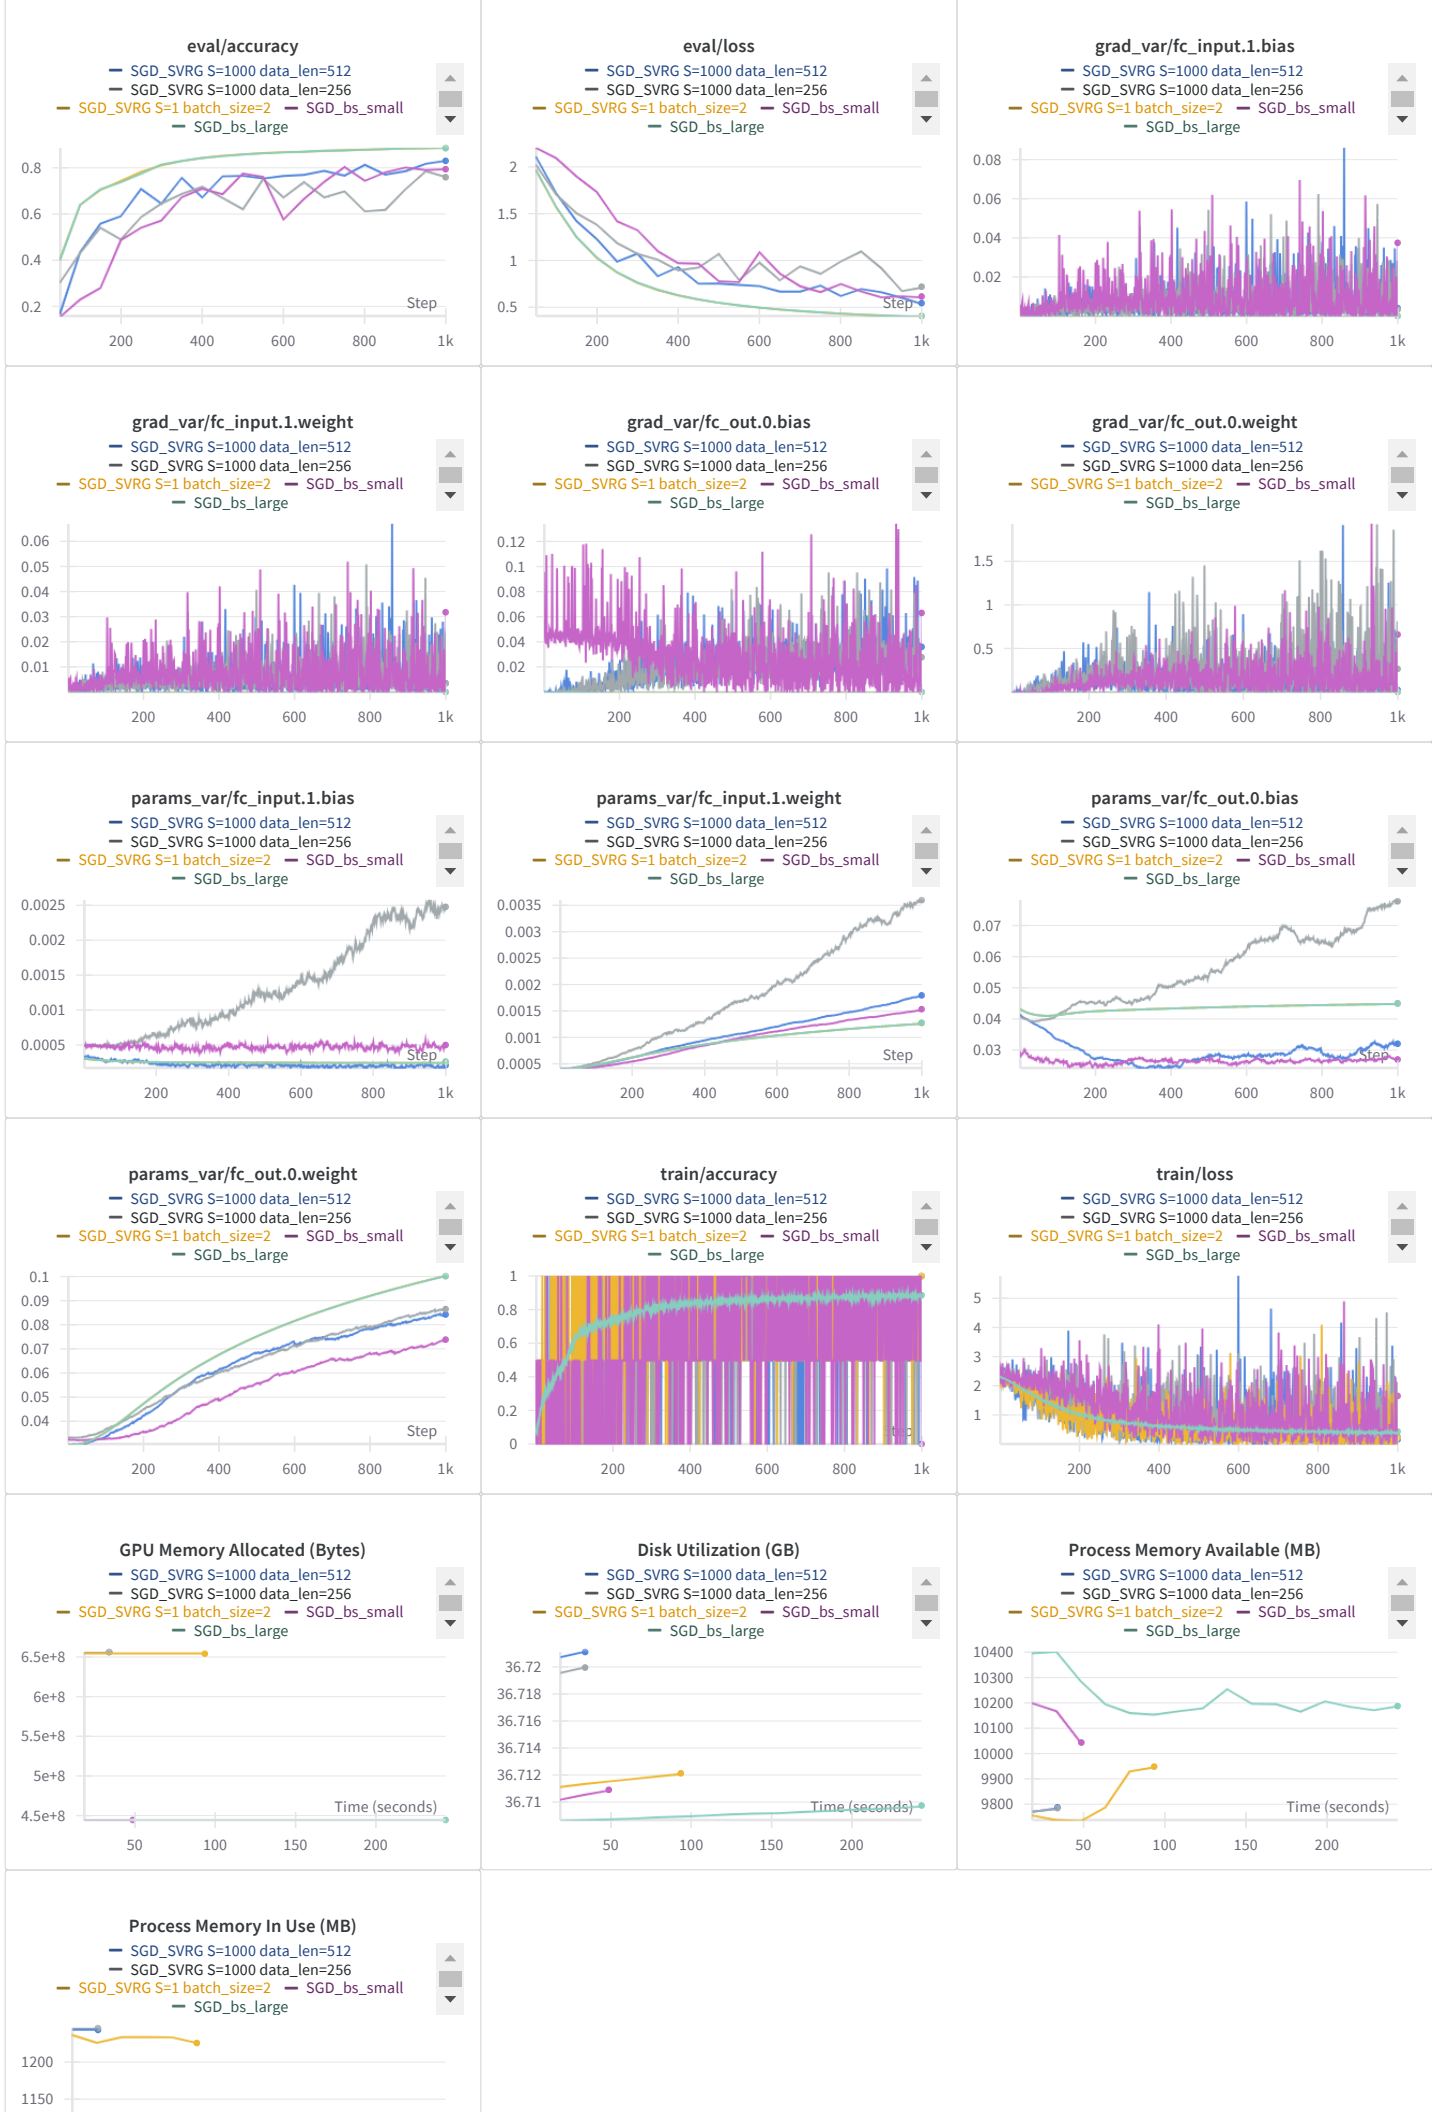 eval/accuracy
SGD_SVRG S=1000 data_len=512
SGD_SVRG S=1000 data_len=256
SGD_SVRG S=1 batch_size=2 SGD_bs_small
SGD_bs_large
0.8
0.6
0.4
0.2
Step
200 400 600 800 1k
eval/loss
SGD_SVRG S=1000 data_len=512
SGD_SVRG S=1000 data_len=256
SGD_SVRG S=1 batch_size=2 SGD_bs_small
SGD_bs_large
2
1.5
1
0.5
Step
200 400 600 800 1k
grad_var/fc_input.1.bias
SGD_SVRG S=1000 data_len=512
SGD_SVRG S=1000 data_len=256
SGD_SVRG S=1 batch_size=2 SGD_bs_small
SGD_bs_large
0.08
0.06
0.04
0.02
200 400 600 800 1k
grad_var/fc_input.1.weight
SGD_SVRG S=1000 data_len=512
SGD_SVRG S=1000 data_len=256
SGD_SVRG S=1 batch_size=2 SGD_bs_small
SGD_bs_large
0.06
0.05
0.04
0.03
0.02
0.01
200 400 600 800 1k
grad_var/fc_out.0.bias
SGD_SVRG S=1000 data_len=512
SGD_SVRG S=1000 data_len=256
SGD_SVRG S=1 batch_size=2 SGD_bs_small
SGD_bs_large
0.12
0.1
0.08
0.06
0.04
0.02
200 400 600 800 1k
grad_var/fc_out.0.weight
SGD_SVRG S=1000 data_len=512
SGD_SVRG S=1000 data_len=256
SGD_SVRG S=1 batch_size=2 SGD_bs_small
SGD_bs_large
1.5
1
0.5
200 400 600 800 1k
params_var/fc_input.1.bias
SGD_SVRG S=1000 data_len=512
SGD_SVRG S=1000 data_len=256
SGD_SVRG S=1 batch_size=2 SGD_bs_small
SGD_bs_large
0.0025
0.002
0.0015
0.001
0.0005
Step
200 400 600 800 1k
params_var/fc_input.1.weight
SGD_SVRG S=1000 data_len=512
SGD_SVRG S=1000 data_len=256
SGD_SVRG S=1 batch_size=2 SGD_bs_small
SGD_bs_large
0.0035
0.003
0.0025
0.002
0.0015
0.001
0.0005
Step
200 400 600 800 1k
params_var/fc_out.0.bias
SGD_SVRG S=1000 data_len=512
SGD_SVRG S=1000 data_len=256
SGD_SVRG S=1 batch_size=2 SGD_bs_small
SGD_bs_large
0.07
0.06
0.05
0.04
0.03
Step
200 400 600 800 1k
params_var/fc_out.0.weight
SGD_SVRG S=1000 data_len=512
SGD_SVRG S=1000 data_len=256
SGD_SVRG S=1 batch_size=2 SGD_bs_small
SGD_bs_large
0.1
0.09
0.08
0.07
0.06
0.05
0.04
Step
200 400 600 800 1k
train/accuracy
SGD_SVRG S=1000 data_len=512
SGD_SVRG S=1000 data_len=256
SGD_SVRG S=1 batch_size=2 SGD_bs_small
SGD_bs_large
1
0.8
0.6
0.4
0.2
0
Step
200 400 600 800 1k
train/loss
SGD_SVRG S=1000 data_len=512
SGD_SVRG S=1000 data_len=256
SGD_SVRG S=1 batch_size=2 SGD_bs_small
SGD_bs_large
5
4
3
2
1
200 400 600 800 1k
GPU Memory Allocated (Bytes)
SGD_SVRG S=1000 data_len=512
SGD_SVRG S=1000 data_len=256
SGD_SVRG S=1 batch_size=2 SGD_bs_small
SGD_bs_large
6.5e+8
6e+8
5.5e+8
5e+8
4.5e+8
Time (seconds)
50 100 150 200
Disk Utilization (GB)
SGD_SVRG S=1000 data_len=512
SGD_SVRG S=1000 data_len=256
SGD_SVRG S=1 batch_size=2 SGD_bs_small
SGD_bs_large
36.72
36.718
36.716
36.714
36.712
36.71
Time (seconds)
50 100 150 200
Process Memory Available (MB)
SGD_SVRG S=1000 data_len=512
SGD_SVRG S=1000 data_len=256
SGD_SVRG S=1 batch_size=2 SGD_bs_small
SGD_bs_large
10400
10300
10200
10100
10000
9900
9800
Time (seconds)
50 100 150 200
Process Memory In Use (MB)
SGD_SVRG S=1000 data_len=512
SGD_SVRG S=1000 data_len=256
SGD_SVRG S=1 batch_size=2 SGD_bs_small
SGD_bs_large
1200
1150